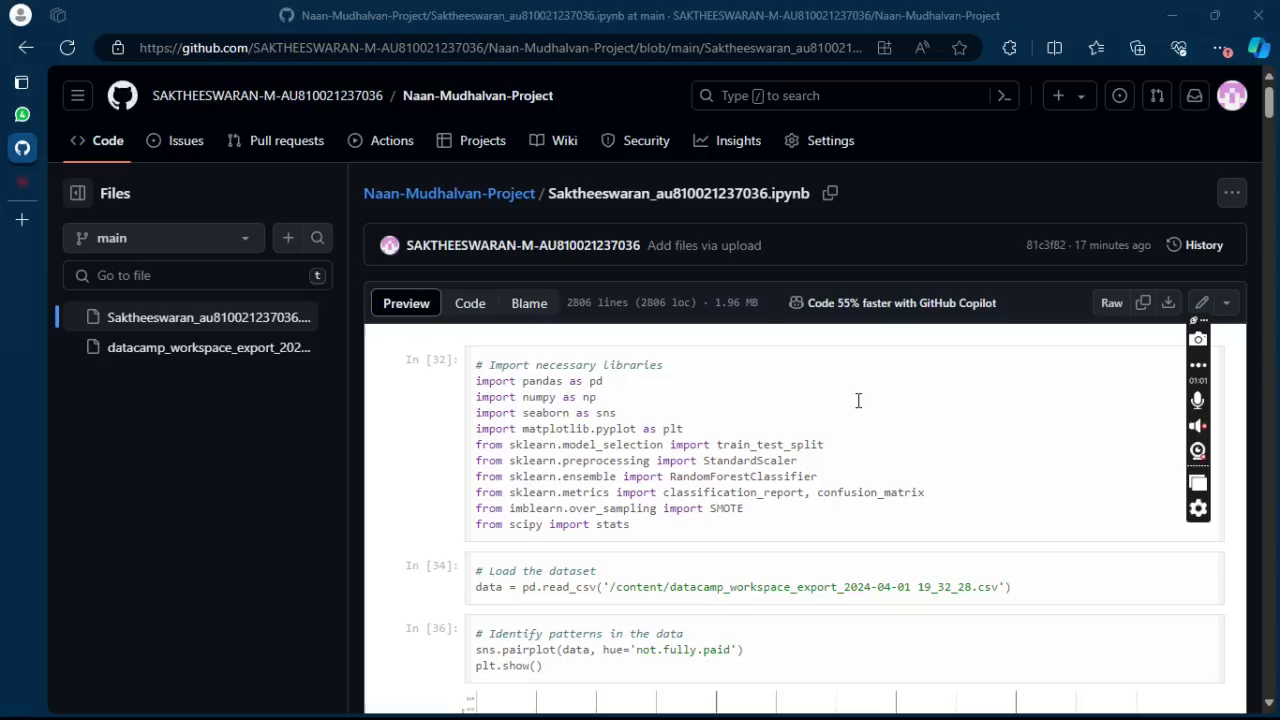 Naan-Mudhalvan-Project/Saktheeswaran_au810021237036.ipynb at main · SAKTHEESWARAN-M-AU810021237036/Naan-Mudhalvan-Project
https://github.com/SAKTHEESWARAN-M-AU810021237036/Naan-Mudhalvan-Project/blob/main/Saktheeswaran_au810021...
SAKTHEESWARAN-M-AU810021237036 / Naan-Mudhalvan-Project
Type / to search
Code Issues Pull requests Actions Projects Wiki Security Insights Settings
Files
main
Go to file t
Saktheeswaran_au810021237036....
datacamp_workspace_export_202...
Naan-Mudhalvan-Project / Saktheeswaran_au810021237036.ipynb
SAKTHEESWARAN-M-AU810021237036 Add files via upload 81c3f82 · 17 minutes ago History
Preview Code Blame 2806 lines (2806 loc) · 1.96 MB Code 55% faster with GitHub Copilot Raw
01:01
In [32]:
# Import necessary libraries
import pandas as pd
import numpy as np
import seaborn as sns
import matplotlib.pyplot as plt
from sklearn.model_selection import train_test_split
from sklearn.preprocessing import StandardScaler
from sklearn.ensemble import RandomForestClassifier
from sklearn.metrics import classification_report, confusion_matrix
from imblearn.over_sampling import SMOTE
from scipy import stats
In [34]:
# Load the dataset
data = pd.read_csv('/content/datacamp_workspace_export_2024-04-01 19_32_28.csv')
In [36]:
# Identify patterns in the data
sns.pairplot(data, hue='not.fully.paid')
plt.show()